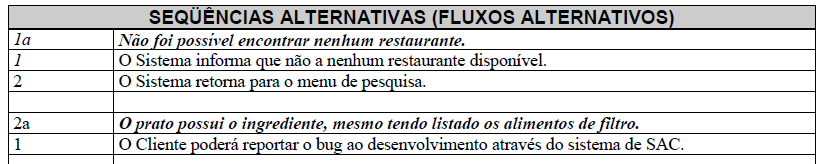 SEQÜÊNCIAS ALTERNATIVAS (FLUXOS ALTERNATIVOS)
1a Não foi possível encontrar nenhum restaurante.
1 O Sistema informa que não a nenhum restaurante disponível.
2 O Sistema retorna para o menu de pesquisa.
2a O prato possui o ingrediente, mesmo tendo listado os alimentos de filtro.
1 O Cliente poderá reportar o bug ao desenvolvimento através do sistema de SAC.